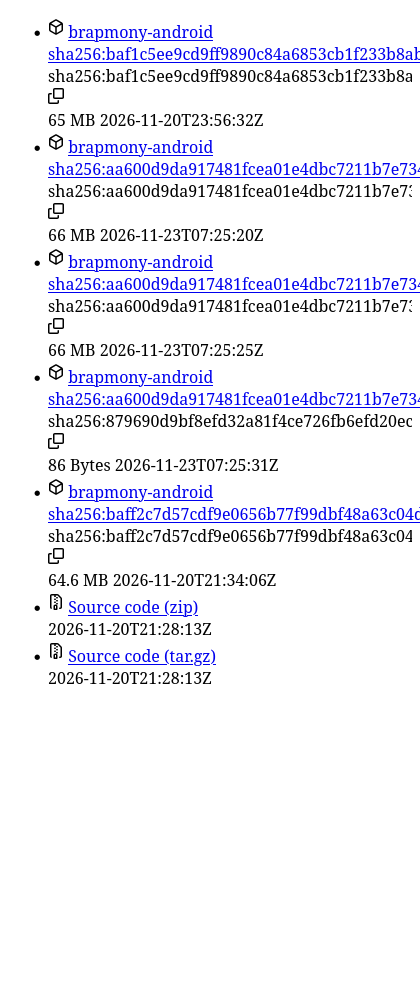 brapmony-android
sha256:baf1c5ee9cd9ff9890c84a6853cb1f233b8ab
sha256:baf1c5ee9cd9ff9890c84a6853cb1f233b8a
65 MB 2026-11-20T23:56:32Z
brapmony-android
sha256:aa600d9da917481fcea01e4dbc7211b7e734
sha256:aa600d9da917481fcea01e4dbc7211b7e73
66 MB 2026-11-23T07:25:20Z
brapmony-android
sha256:aa600d9da917481fcea01e4dbc7211b7e734
sha256:aa600d9da917481fcea01e4dbc7211b7e73
66 MB 2026-11-23T07:25:25Z
brapmony-android
sha256:aa600d9da917481fcea01e4dbc7211b7e734
sha256:879690d9bf8efd32a81f4ce726fb6efd20ec
86 Bytes 2026-11-23T07:25:31Z
brapmony-android
sha256:baff2c7d57cdf9e0656b77f99dbf48a63c04d
sha256:baff2c7d57cdf9e0656b77f99dbf48a63c04
64.6 MB 2026-11-20T21:34:06Z
Source code (zip)
2026-11-20T21:28:13Z
Source code (tar.gz)
2026-11-20T21:28:13Z